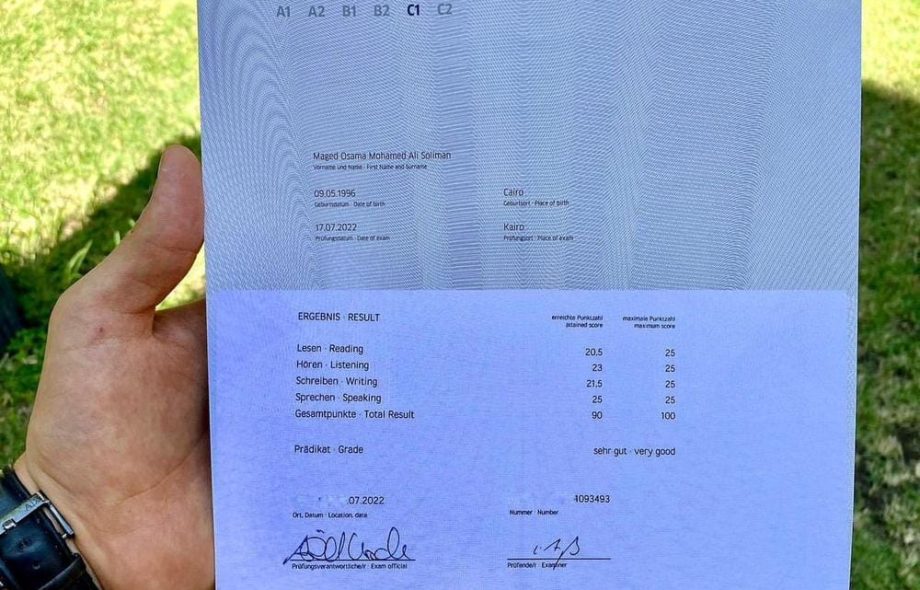 A1 A2 B1 B2 C1 C2
Maged Osama Mohamed Ali Soliman
Vorname und Name · First Name and Surname
09.05.1996 Cairo
Geburtsdatum · Date of birth Geburtsort · Place of birth
17.07.2022 Kairo
Prüfungsdatum · Date of exam Prüfungsort · Place of exam
ERGEBNIS · RESULT erreichte Punktzahl maximale Punktzahl
attained score maximum score
Lesen · Reading 20.5 25
Hören · Listening 23 25
Schreiben · Writing 21.5 25
Sprechen · Speaking 25 25
Gesamtpunkte · Total Result 90 100
Prädikat · Grade sehr gut · very good
.07.2022 4093493
Ort, Datum · Location, date Nummer · Number
Prüfungsverantwortliche/r · Exam official Prüfende/r · Examiner